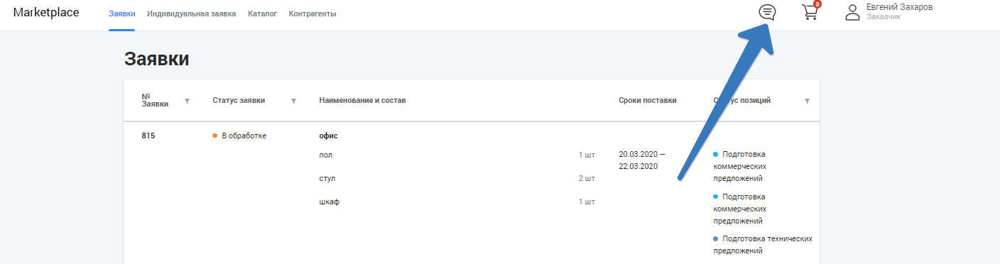 Marketplace
Заявки Индивидуальная заявка Каталог Контрагенты
0
Евгений Захаров
Заказчик
Заявки
№
Заявки
Статус заявки
Наименование и состав
Сроки поставки
позиций
815
В обработке
офис
пол
1 шт
20.03.2020 —
22.03.2020
Подготовка
коммерческих
предложений
стул
2 шт
Подготовка
коммерческих
предложений
шкаф
1 шт
Подготовка технических
предложений